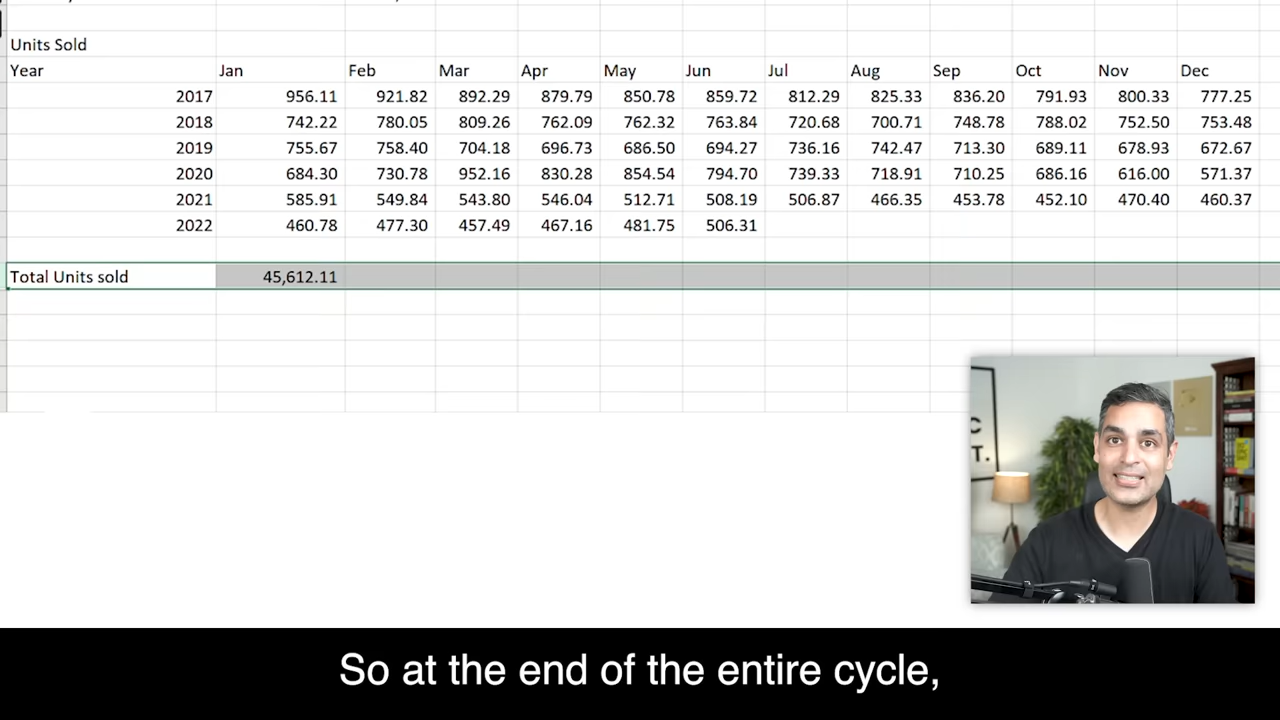 Units Sold
Year Jan Feb Mar Apr May Jun Jul Aug Sep Oct Nov Dec
2017 956.11 921.82 892.29 879.79 850.78 859.72 812.29 825.33 836.20 791.93 800.33 777.25
2018 742.22 780.05 809.26 762.09 762.32 763.84 720.68 700.71 748.78 788.02 752.50 753.48
2019 755.67 758.40 704.18 696.73 686.50 694.27 736.16 742.47 713.30 689.11 678.93 672.67
2020 684.30 730.78 952.16 830.28 854.54 794.70 739.33 718.91 710.25 686.16 616.00 571.37
2021 585.91 549.84 543.80 546.04 512.71 508.19 506.87 466.35 453.78 452.10 470.40 460.37
2022 460.78 477.30 457.49 467.16 481.75 506.31
Total Units sold 45,612.11
C
T.
So at the end of the entire cycle,